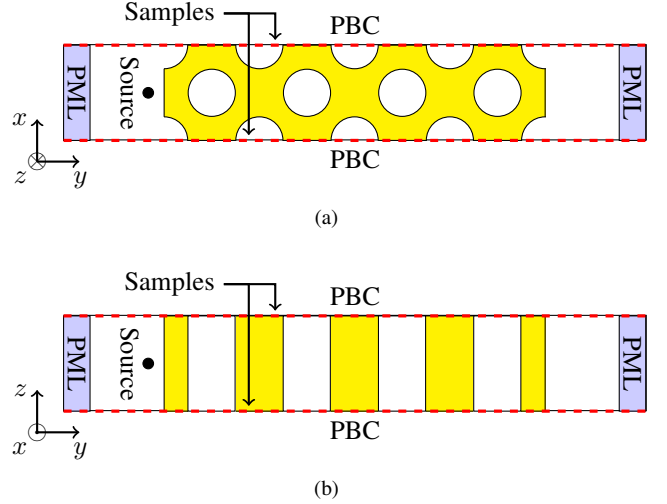 Samples
PBC
PML
Source
PML
x
z
y
PBC
(a)
Samples
PBC
PML
Source
PML
z
x
y
PBC
(b)